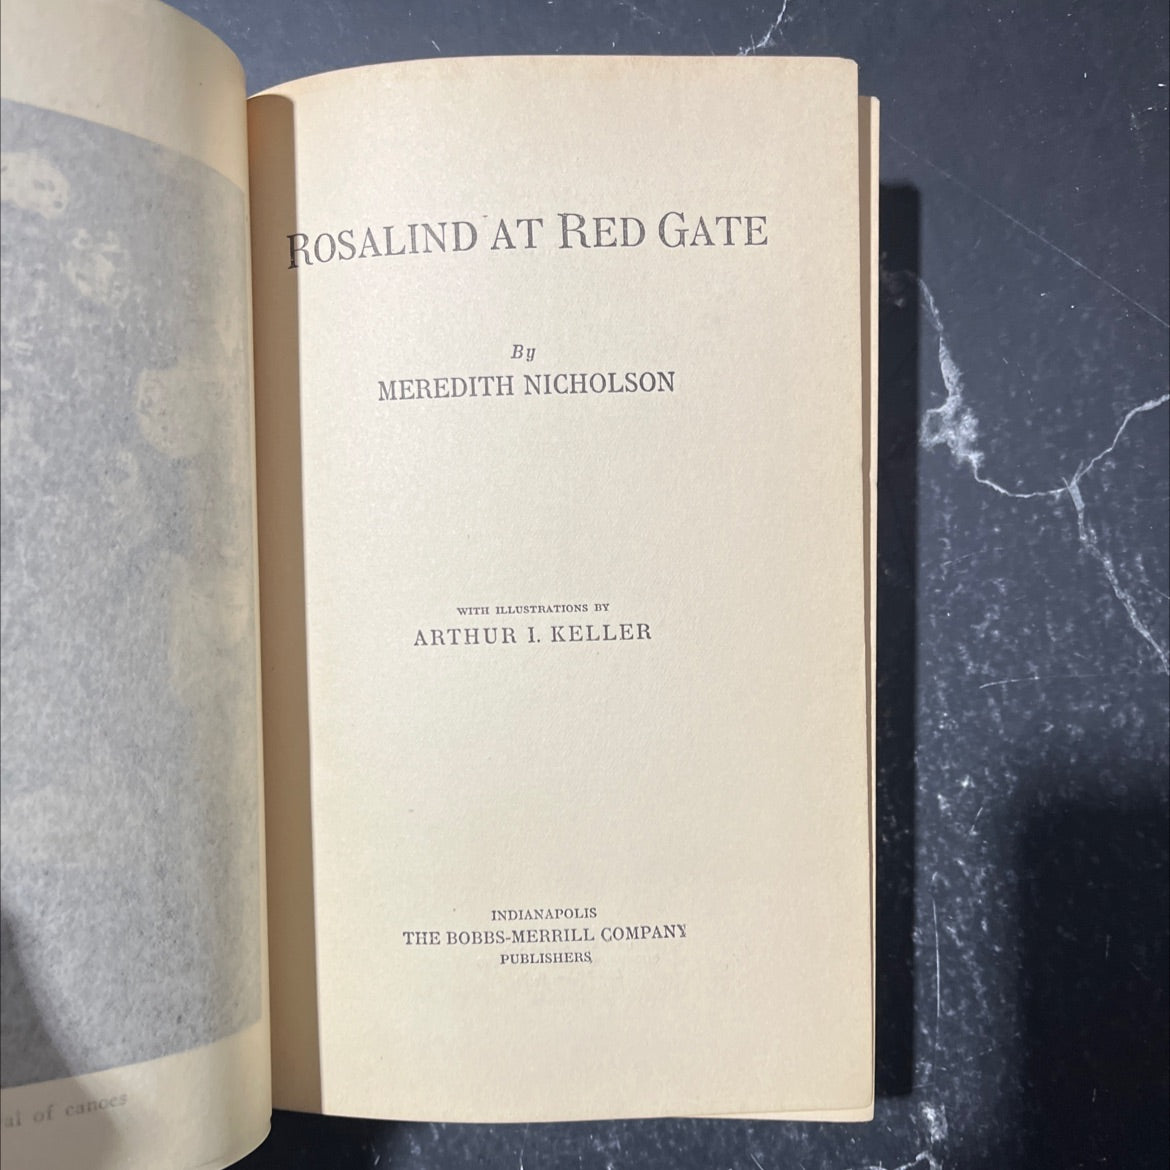 ROSALIND AT RED GATE
By
MEREDITH NICHOLSON
WITH ILLUSTRATIONS BY
ARTHUR I. KELLER
INDIANAPOLIS
THE BOBBS-MERRILL COMPANY
PUBLISHERS
of canoes